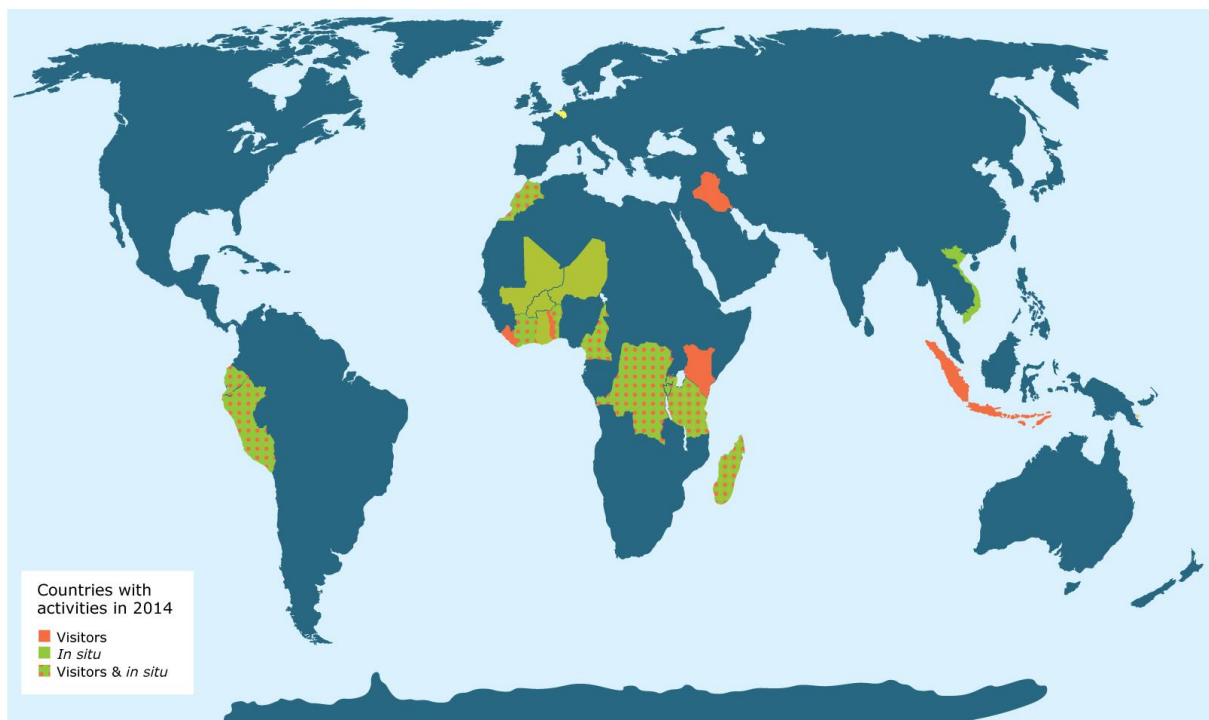 Countries with
activities in 2014
Visitors
In situ
Visitors & in situ